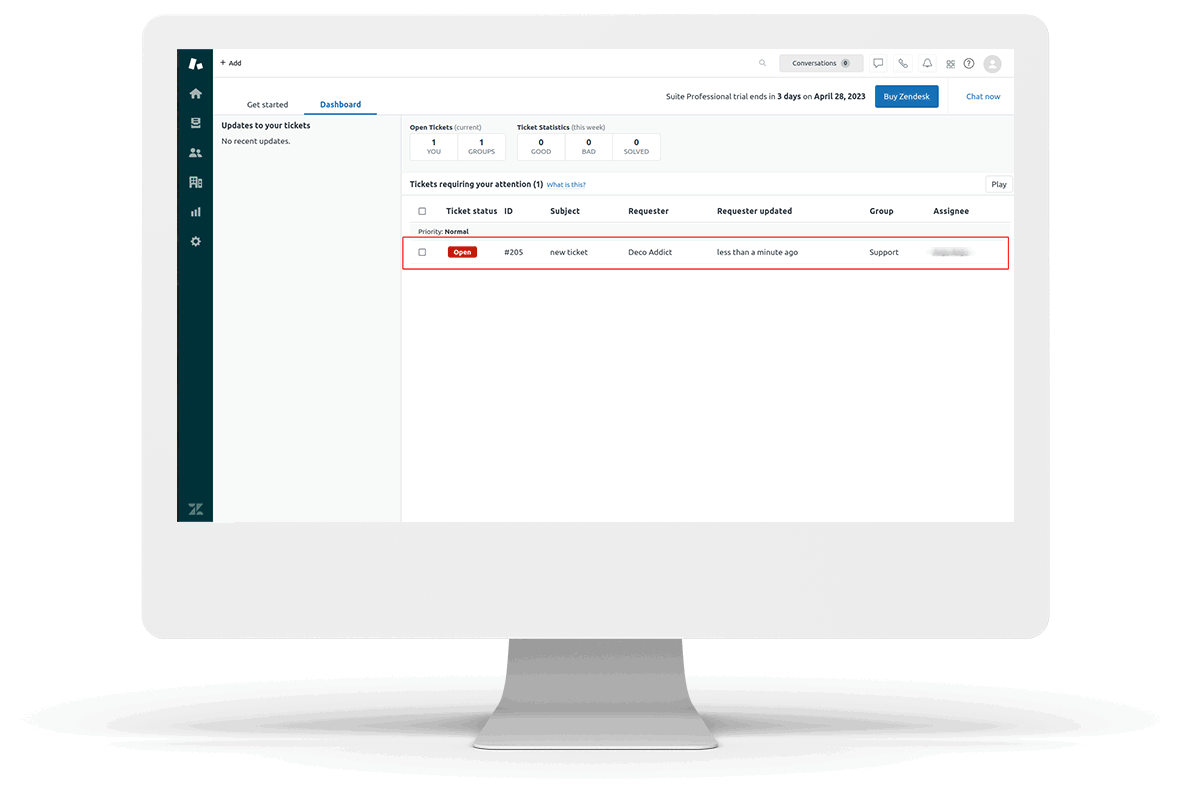 + Add
Conversations 0
Get started
Dashboard
Suite Professional trial ends in 3 days on April 28, 2023
Buy Zendesk
Chat now
Updates to your tickets
No recent updates.
Open Tickets (current)
1
YOU
1
GROUPS
Ticket Statistics (this week)
0
GOOD
0
BAD
0
SOLVED
Tickets requiring your attention (1) What is this?
Play
Ticket status ID Subject Requester Requester updated Group Assignee
Priority: Normal
Open #205 new ticket Deco Addict less than a minute ago Support